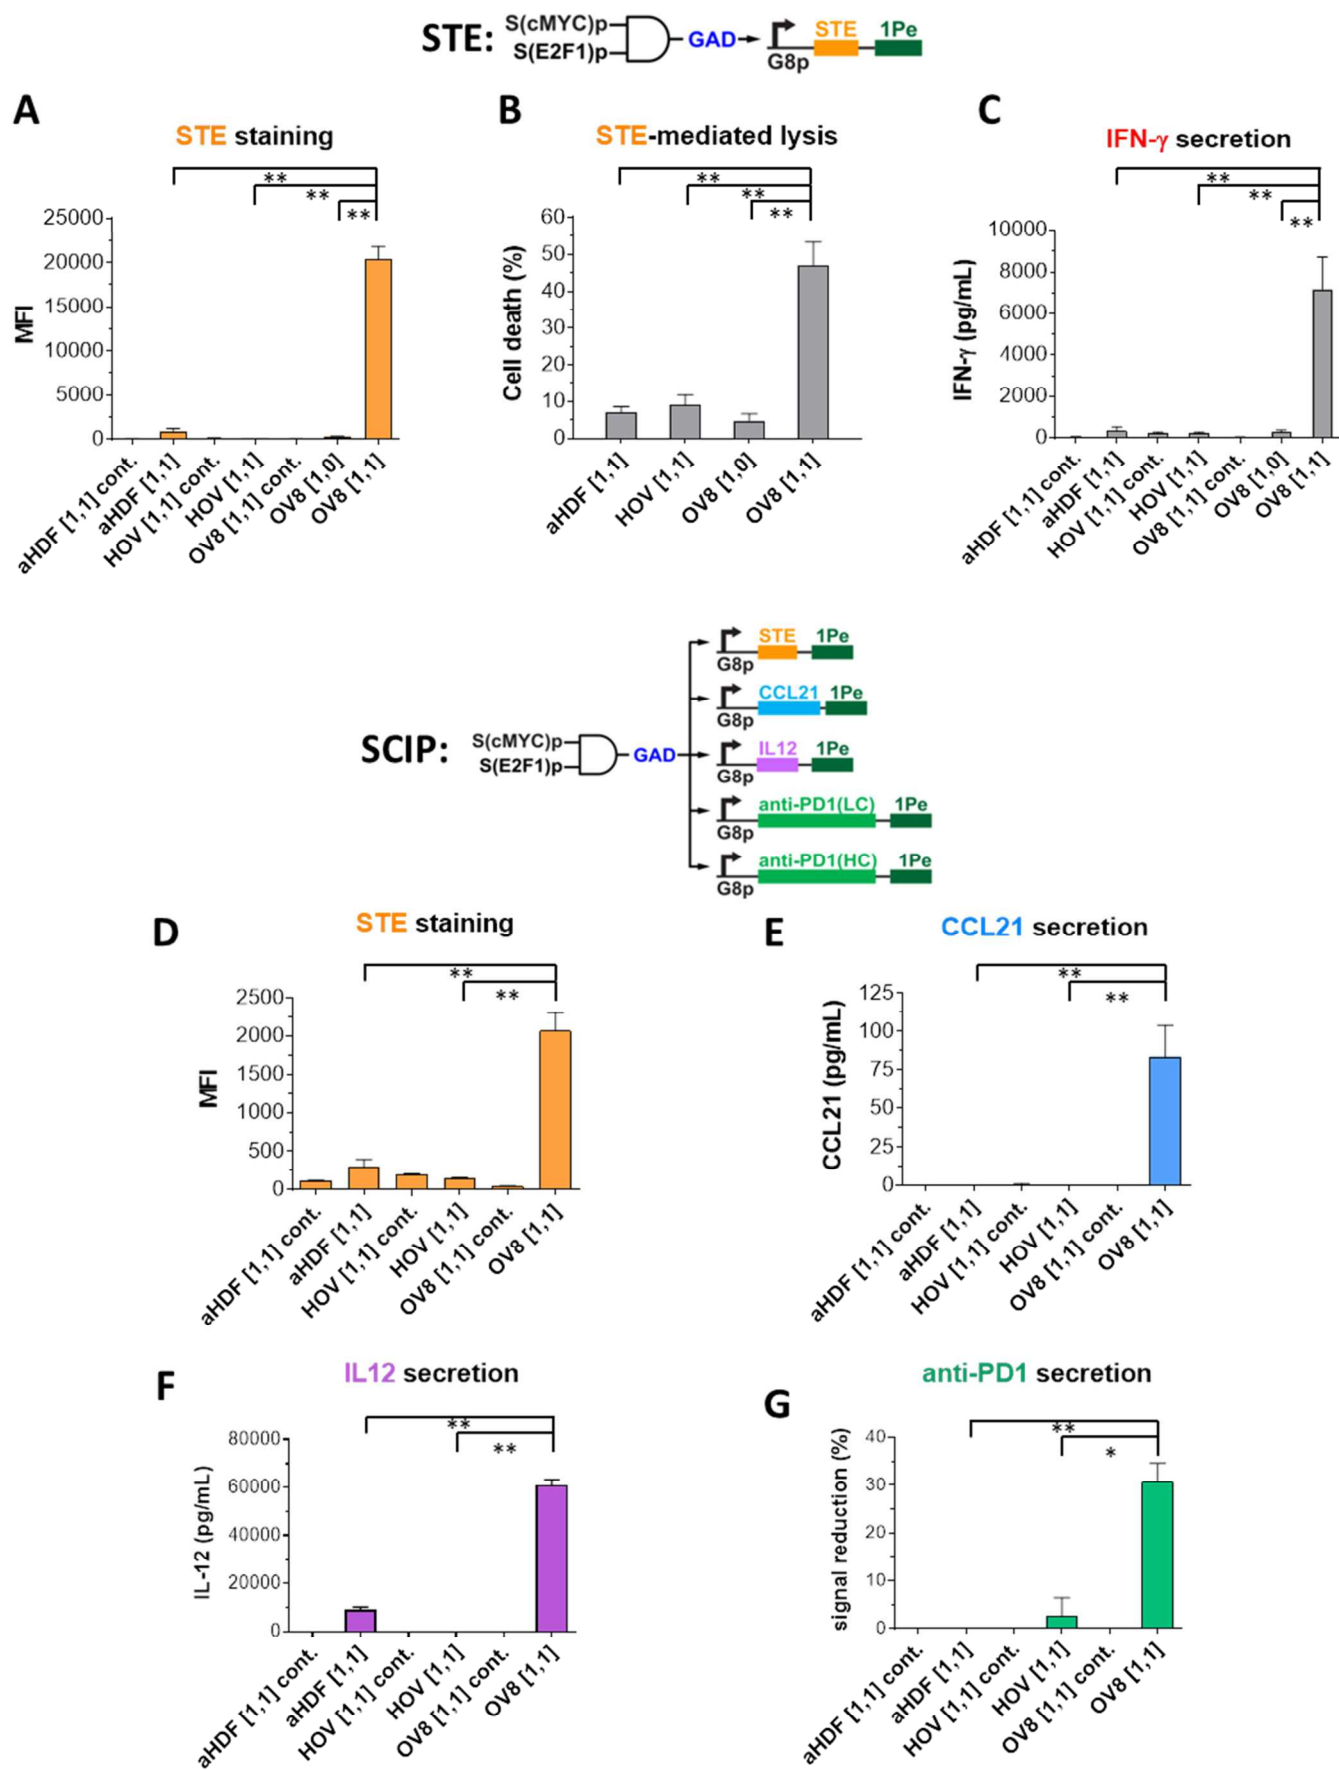 STE:
S(cMYC)p
S(E2F1)p
GAD
STE 1Pe
G8p
A
STE staining
**
**
**
MFI
25000
20000
15000
10000
5000
0
aHDF [1,1] cont.
aHDF [1,1]
HOV [1,1] cont.
HOV [1,1]
OV8 [1,1] cont.
OV8 [1,0]
OV8 [1,1]
B
STE-mediated lysis
**
**
**
Cell death (%)
60
50
40
30
20
10
0
aHDF [1,1]
HOV [1,1]
OV8 [1,0]
OV8 [1,1]
C
IFN-γ secretion
**
**
**
IFN-γ (pg/mL)
10000
8000
6000
4000
2000
0
aHDF [1,1] cont.
aHDF [1,1]
HOV [1,1] cont.
HOV [1,1]
OV8 [1,1] cont.
OV8 [1,0]
OV8 [1,1]
SCIP:
S(cMYC)p
S(E2F1)p
GAD
STE 1Pe
G8p
CCL21 1Pe
G8p
IL12 1Pe
G8p
anti-PD1(LC) 1Pe
G8p
anti-PD1(HC) 1Pe
G8p
D
STE staining
**
**
MFI
2500
2000
1500
1000
500
0
aHDF [1,1] cont.
aHDF [1,1]
HOV [1,1] cont.
HOV [1,1]
OV8 [1,1] cont.
OV8 [1,1]
E
CCL21 secretion
**
**
CCL21 (pg/mL)
125
100
75
50
25
0
aHDF [1,1] cont.
aHDF [1,1]
HOV [1,1] cont.
HOV [1,1]
OV8 [1,1] cont.
OV8 [1,1]
F
IL12 secretion
**
**
IL-12 (pg/mL)
80000
60000
40000
20000
0
aHDF [1,1] cont.
aHDF [1,1]
HOV [1,1] cont.
HOV [1,1]
OV8 [1,1] cont.
OV8 [1,1]
G
anti-PD1 secretion
**
*
signal reduction (%)
40
30
20
10
0
aHDF [1,1] cont.
aHDF [1,1]
HOV [1,1] cont.
HOV [1,1]
OV8 [1,1] cont.
OV8 [1,1]